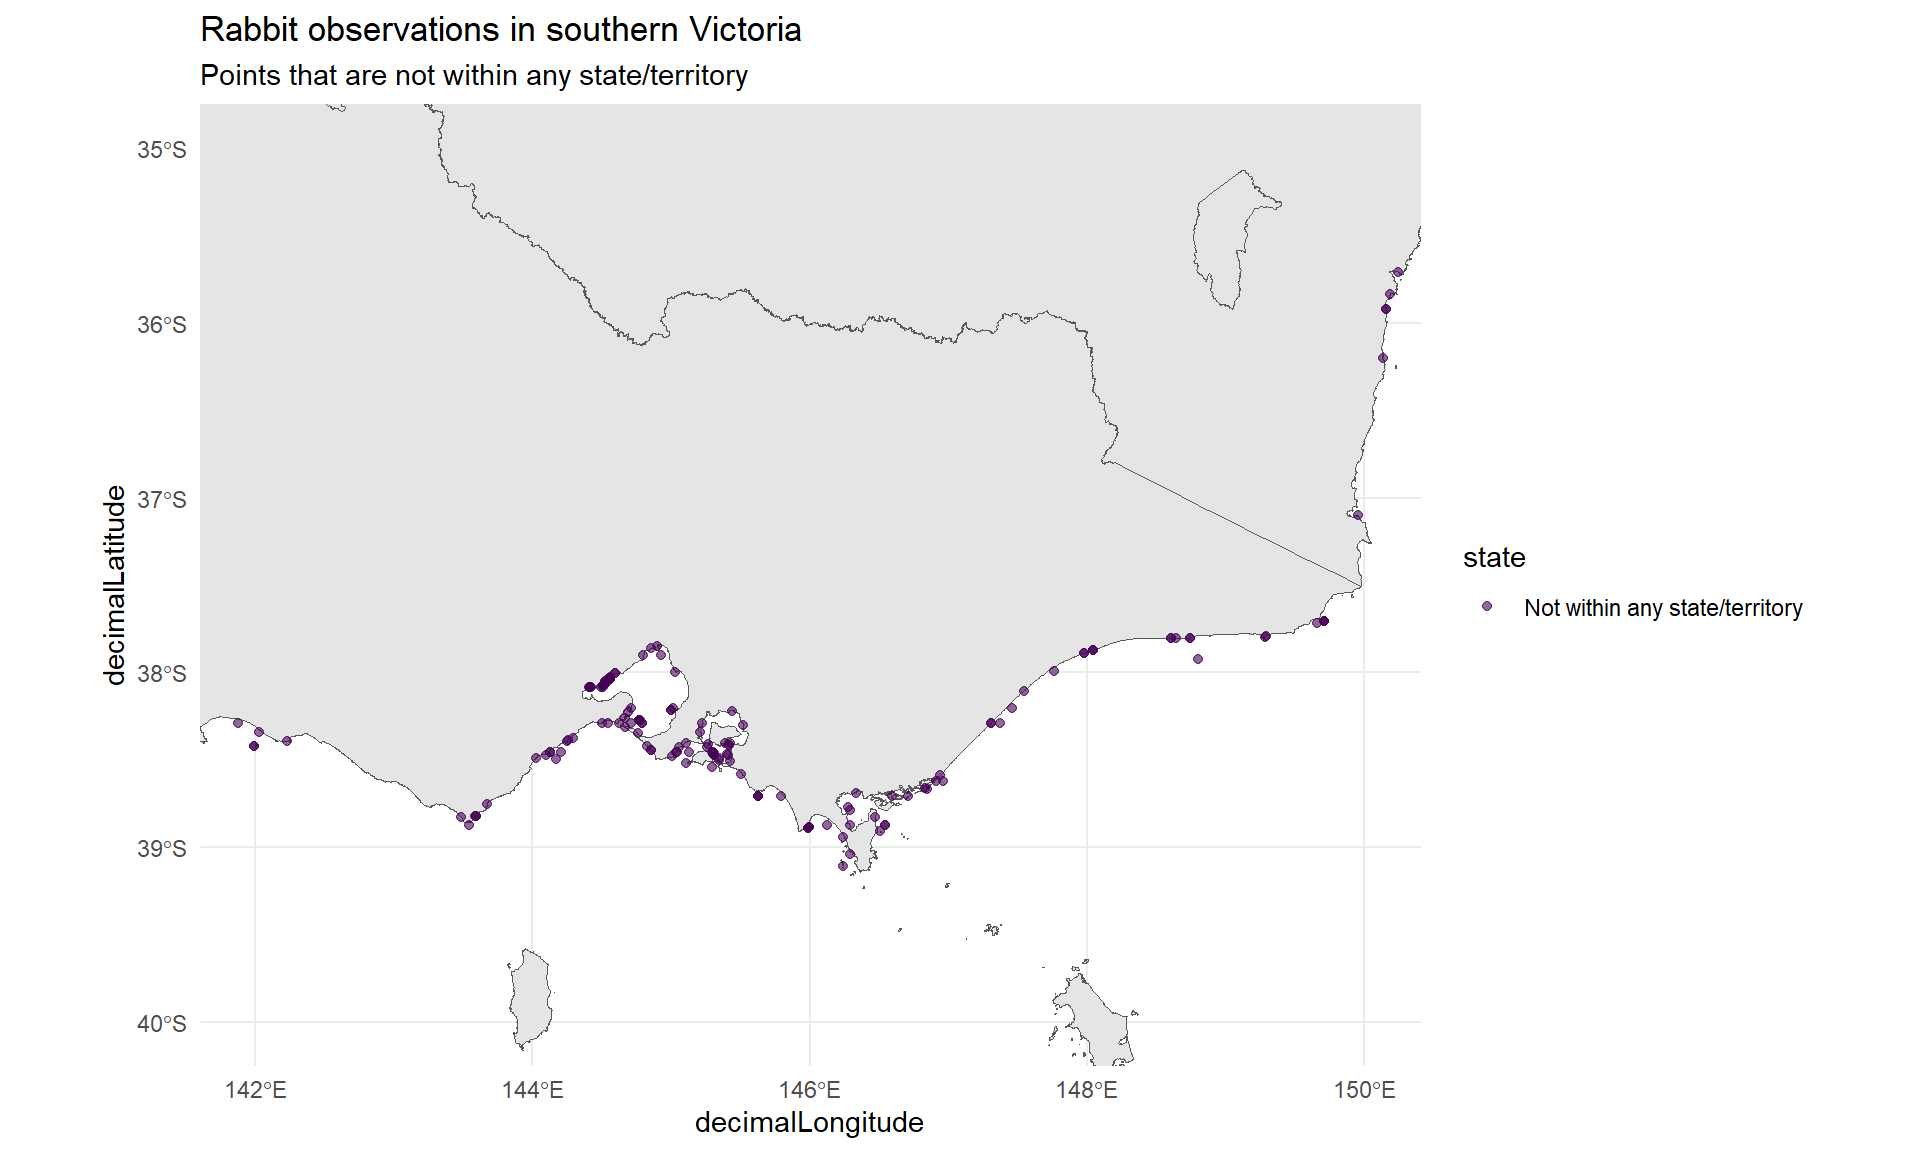 Rabbit observations in southern Victoria
Points that are not within any state/territory
35°S
36°S
37°S
38°S
39°S
40°S
decimalLatitude
142°E
144°E
146°E
148°E
150°E
decimalLongitude
state
Not within any state/territory